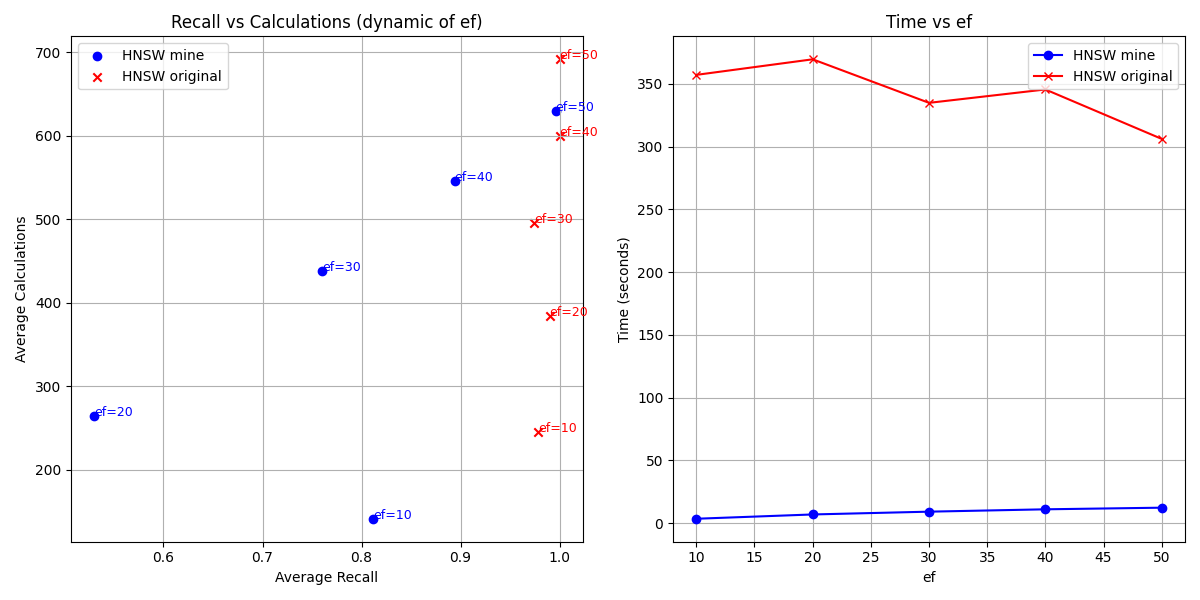 Recall vs Calculations (dynamic of ef)
HNSW mine
HNSW original
ef=50
ef=50
ef=40
ef=40
ef=30
ef=30
ef=20
ef=20
ef=10
ef=10
700
600
500
400
300
200
Average Calculations
0.6 0.7 0.8 0.9 1.0
Average Recall
Time vs ef
HNSW mine
HNSW original
350
300
250
200
150
100
50
0
Time (seconds)
10 15 20 25 30 35 40 45 50
ef